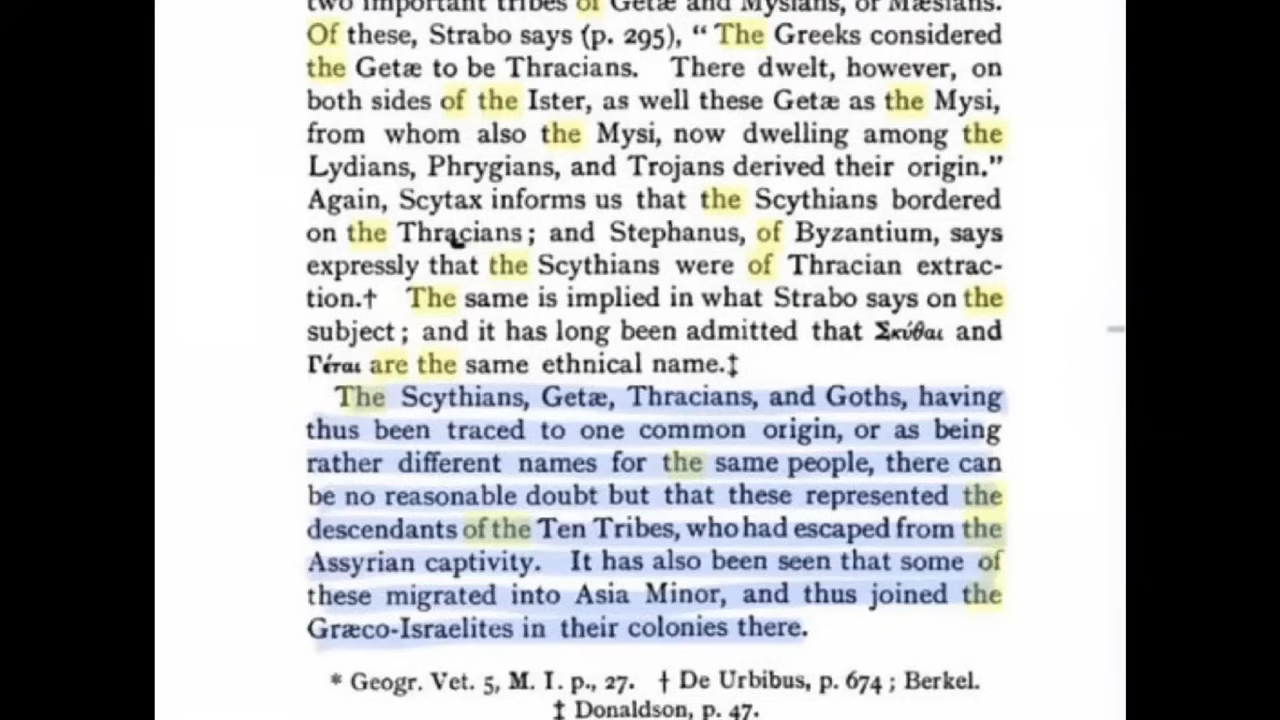 two important tribes of Getæ and Mysians, or Mæsians.
Of these, Strabo says (p. 295), “ The Greeks considered
the Getæ to be Thracians. There dwelt, however, on
both sides of the Ister, as well these Getæ as the Mysi,
from whom also the Mysi, now dwelling among the
Lydians, Phrygians, and Trojans derived their origin.”
Again, Scytax informs us that the Scythians bordered
on the Thracians ; and Stephanus, of Byzantium, says
expressly that the Scythians were of Thracian extrac-
tion.† The same is implied in what Strabo says on the
subject ; and it has long been admitted that Σκύθαι and
Γέται are the same ethnical name.‡
The Scythians, Getæ, Thracians, and Goths, having
thus been traced to one common origin, or as being
rather different names for the same people, there can
be no reasonable doubt but that these represented the
descendants of the Ten Tribes, who had escaped from the
Assyrian captivity. It has also been seen that some of
these migrated into Asia Minor, and thus joined the
Græco-Israelites in their colonies there.
* Geogr. Vet. 5, M. I. p., 27. † De Urbibus, p. 674 ; Berkel.
‡ Donaldson, p. 47.